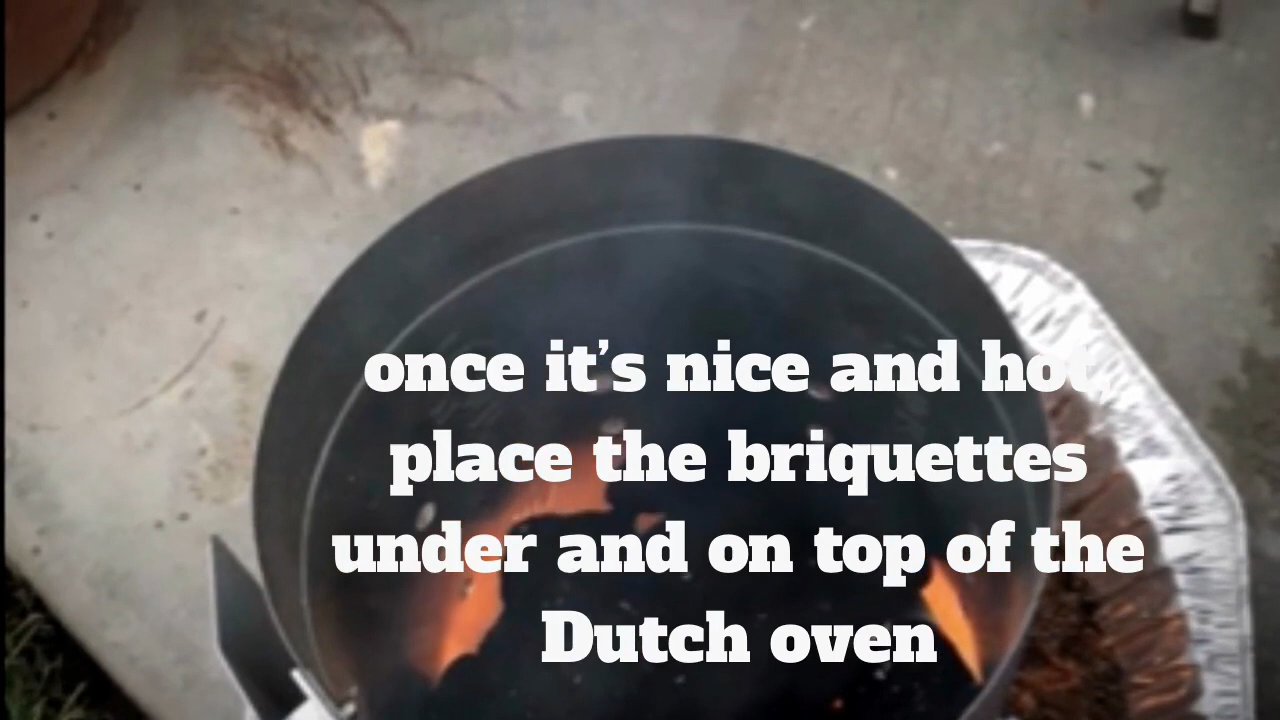 once it’s nice and hot,
place the briquettes
under and on top of the
Dutch oven